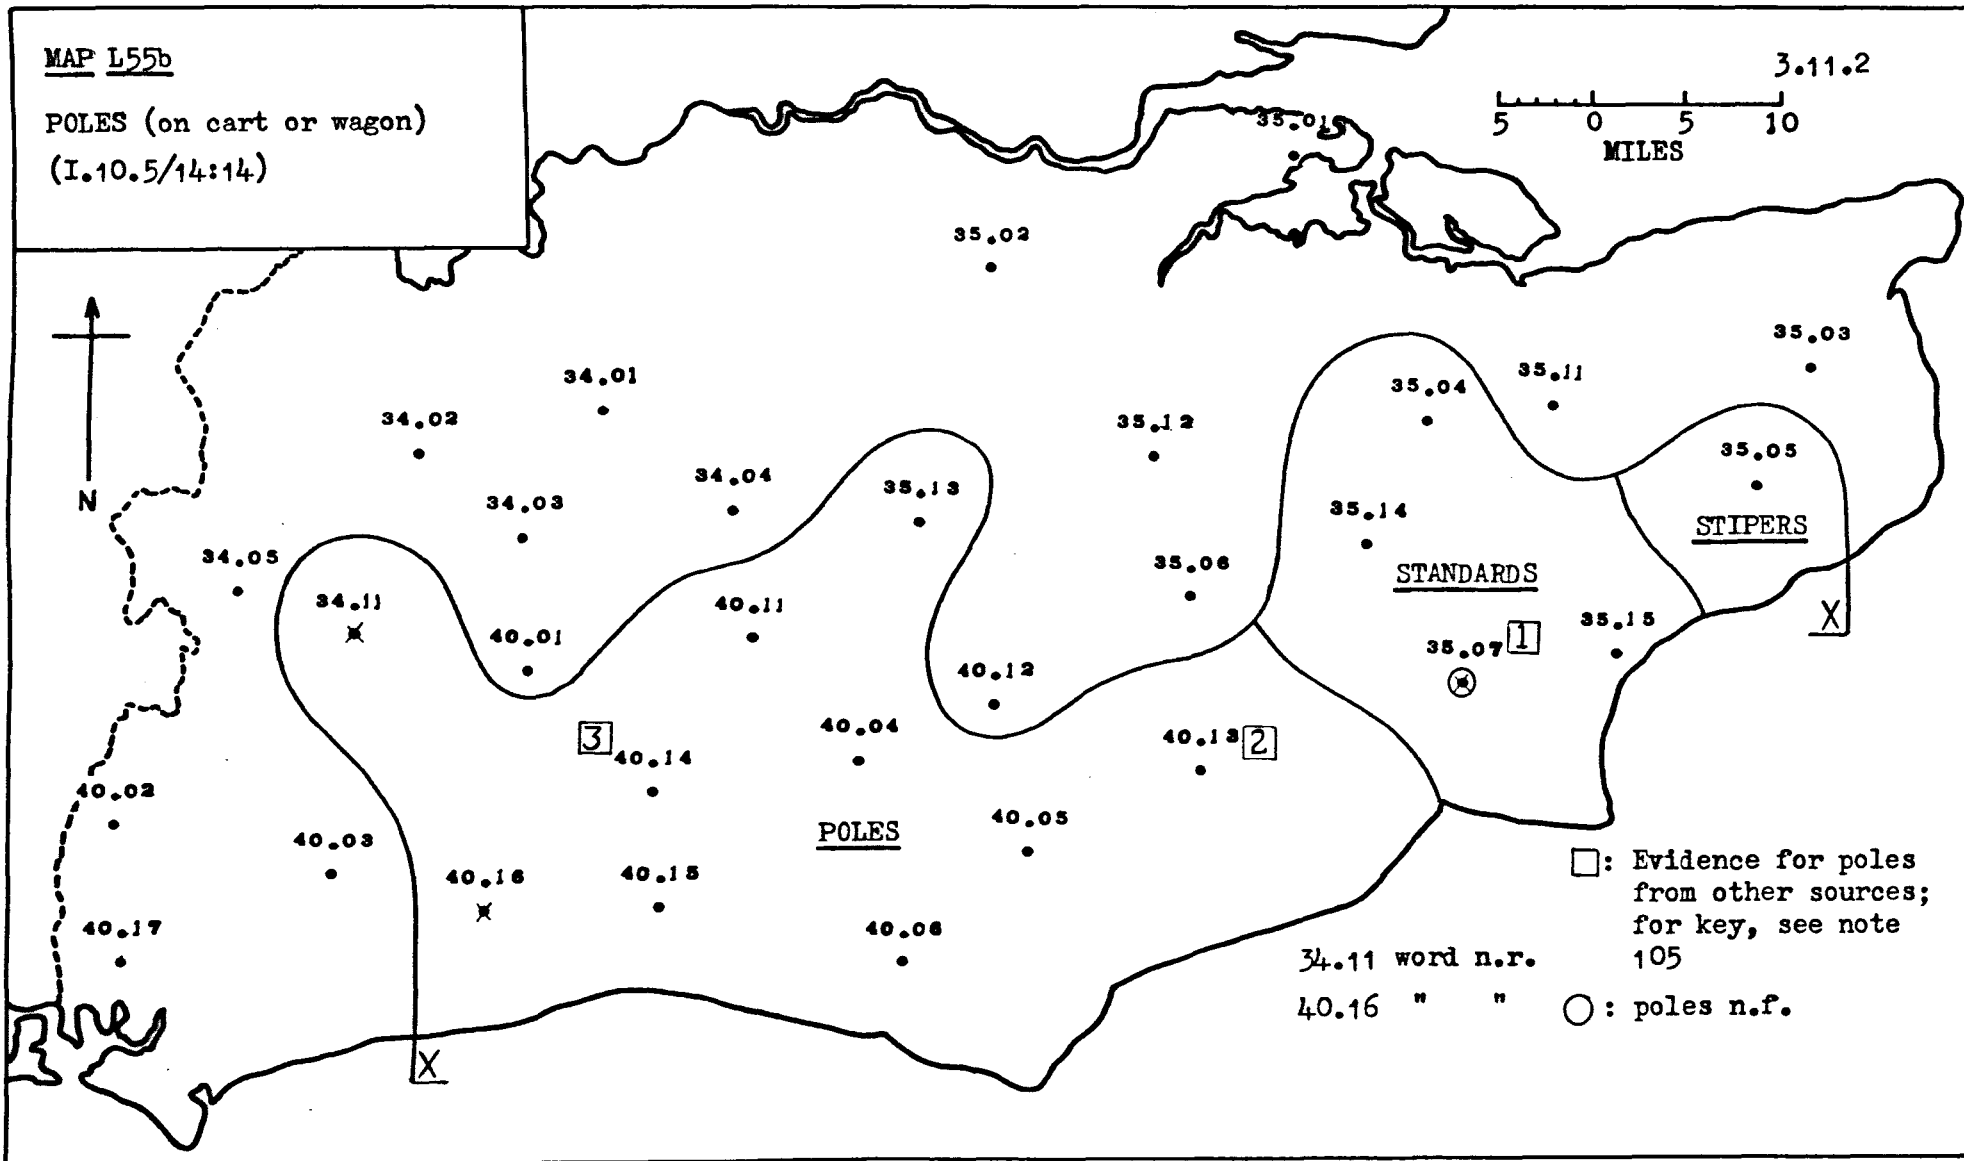 MAP L55b
POLES (on cart or wagon)
(I.10.5/14:14)
3.11.2
5 0 5 10
MILES
35.01
35.02
35.03
34.01
35.11
35.04
34.02
35.12
35.05
34.04
35.13
34.03
35.14
STIPERS
N
34.05
35.06
STANDARDS
34.11
40.11
40.01
35.15
X
1
35.07
40.12
3
40.04
40.13
2
40.14
40.02
40.03
POLES
40.05
□: Evidence for poles
from other sources;
for key, see note
105
40.16
40.15
40.17
40.06
34.11 word n.r.
40.16 " "
○: poles n.f.
X